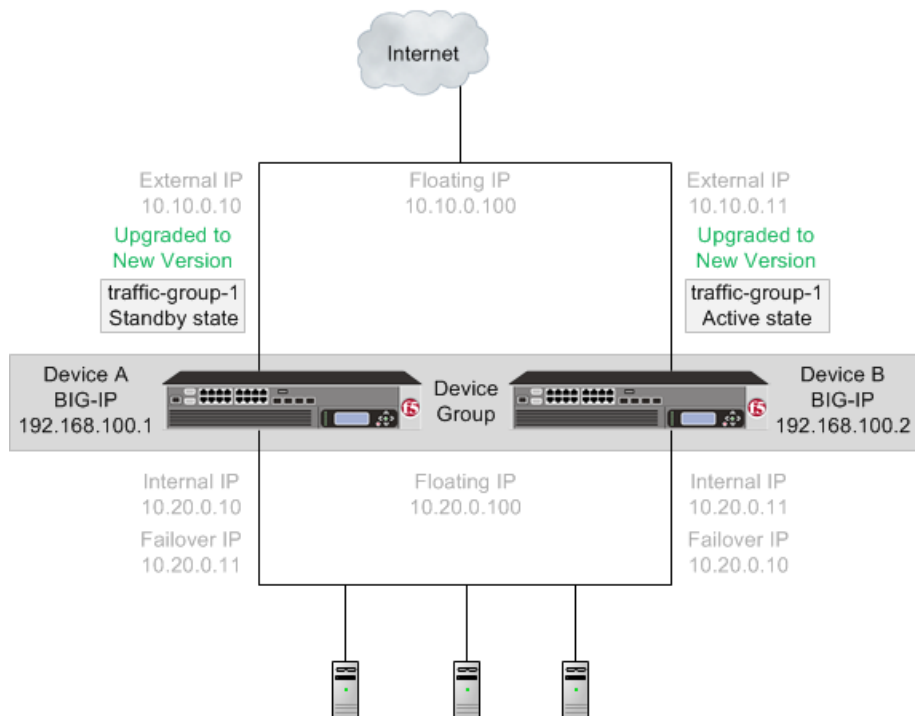 Internet
External IP
10.10.0.10
Floating IP
10.10.0.100
External IP
10.10.0.11
Upgraded to
New Version
Upgraded to
New Version
traffic-group-1
Standby state
traffic-group-1
Active state
Device A
BIG-IP
192.168.100.1
f5
Device
Group
f5
Device B
BIG-IP
192.168.100.2
Internal IP
10.20.0.10
Floating IP
10.20.0.100
Internal IP
10.20.0.11
Failover IP
10.20.0.11
Failover IP
10.20.0.10